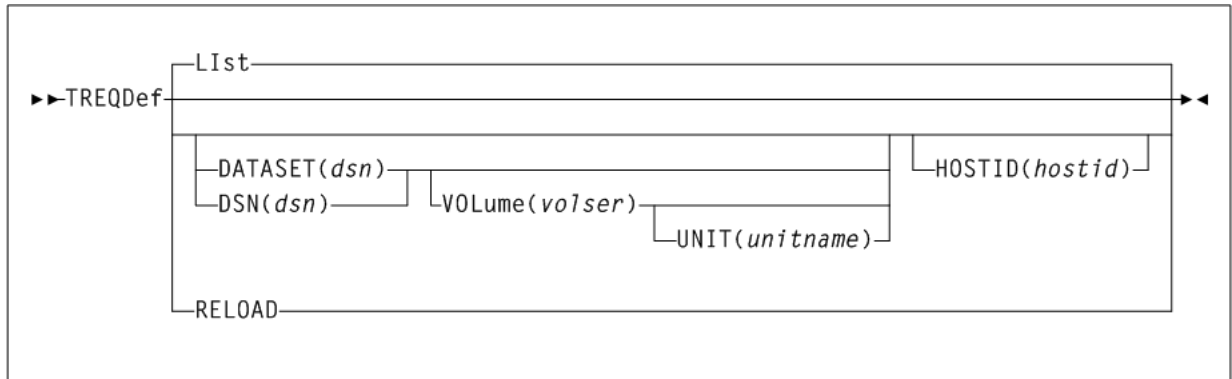 LIst
TREQDef
DATASET(dsn)
HOSTID(hostid)
DSN(dsn)
VOLume(volser)
UNIT(unitname)
RELOAD